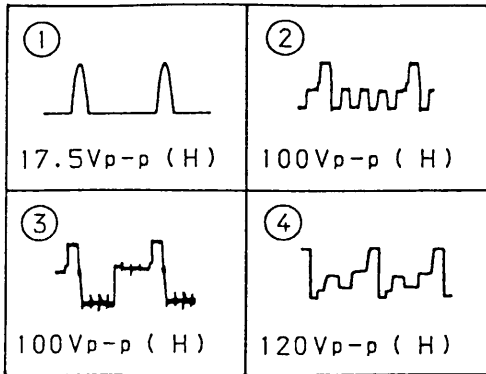 ①
②
17.5Vp-p (H)
100Vp-p (H)
③
④
100Vp-p ( H)
120Vp-p ( H)